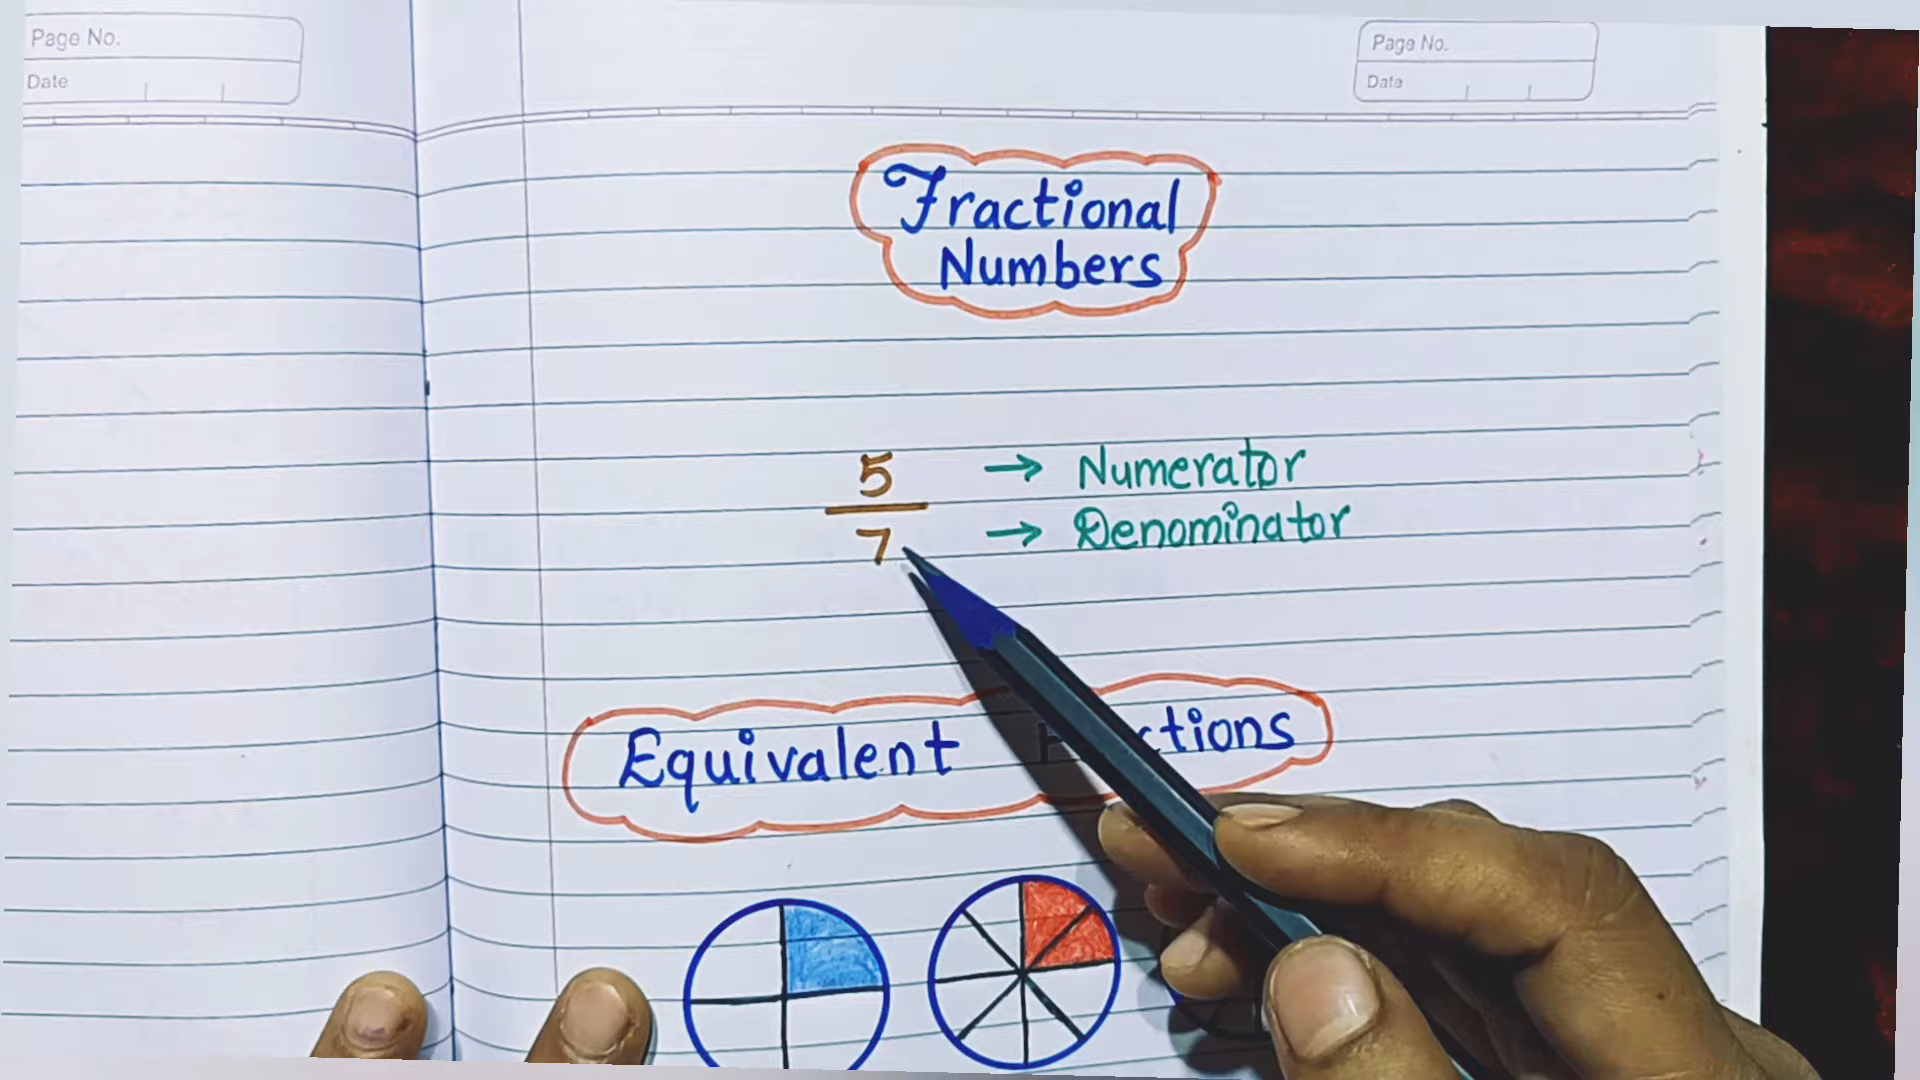 Page No.
Date
Page No.
Date
Fractional
Numbers
5 → Numerator
7 → Denominator
Equivalent